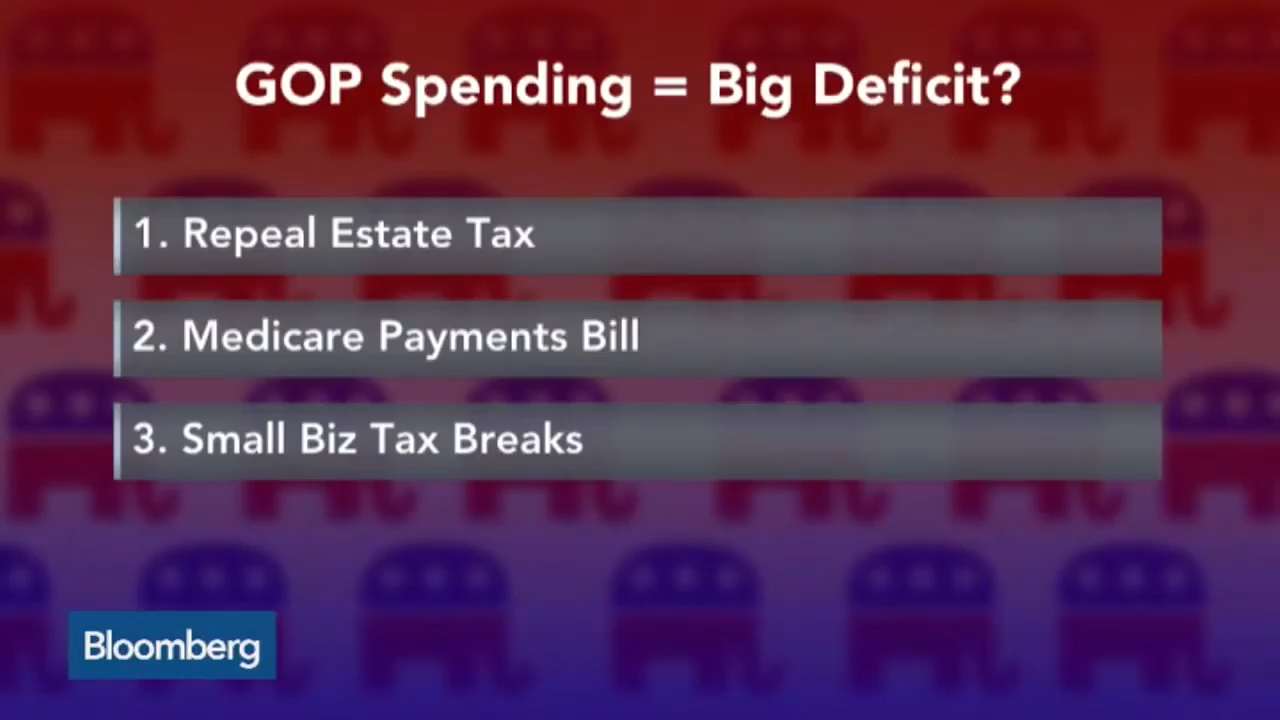 GOP Spending = Big Deficit?
1. Repeal Estate Tax
2. Medicare Payments Bill
3. Small Biz Tax Breaks
Bloomberg